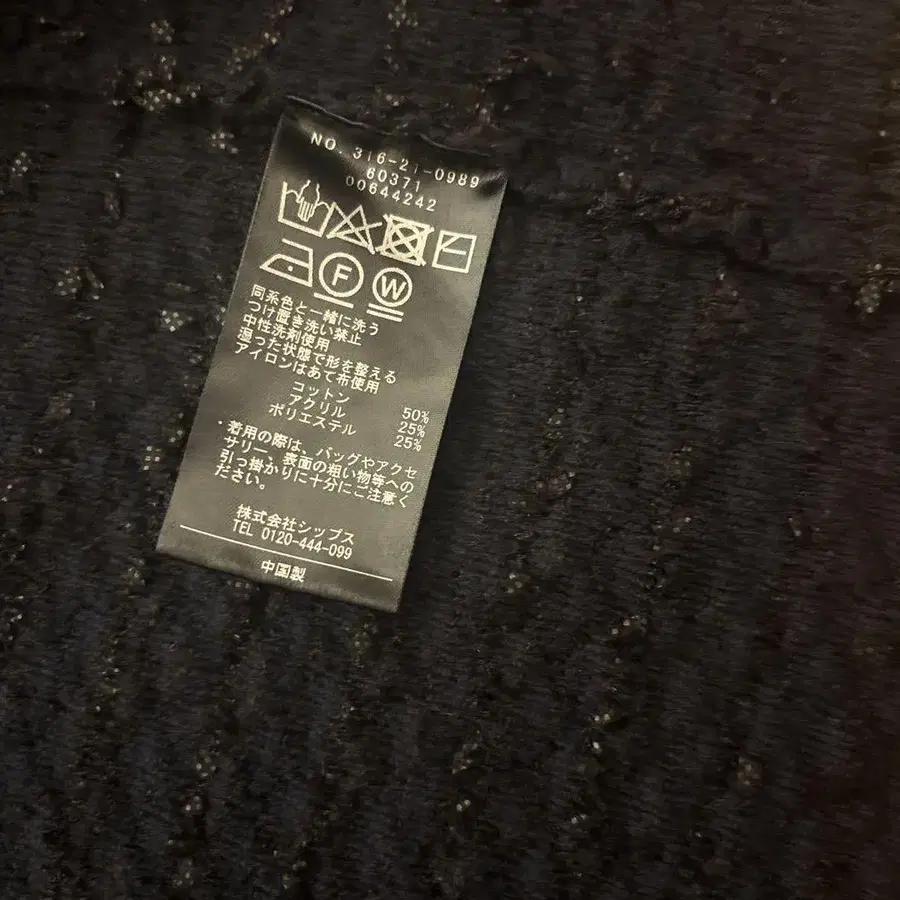 NO. 316-21-0989
60371
00644242
F W
同系色と一緒に洗う
つけ置き洗い禁止
中性洗剤使用
湿った状態で形を整える
アイロンはあて布使用
コットン 50%
アクリル 25%
ポリエステル 25%
・着用の際は、バッグやアクセ
サリー、表面の粗い物等への
引っ掛かりに十分にご注意く
ださい。
株式会社シップス
TEL 0120-444-099
中国製